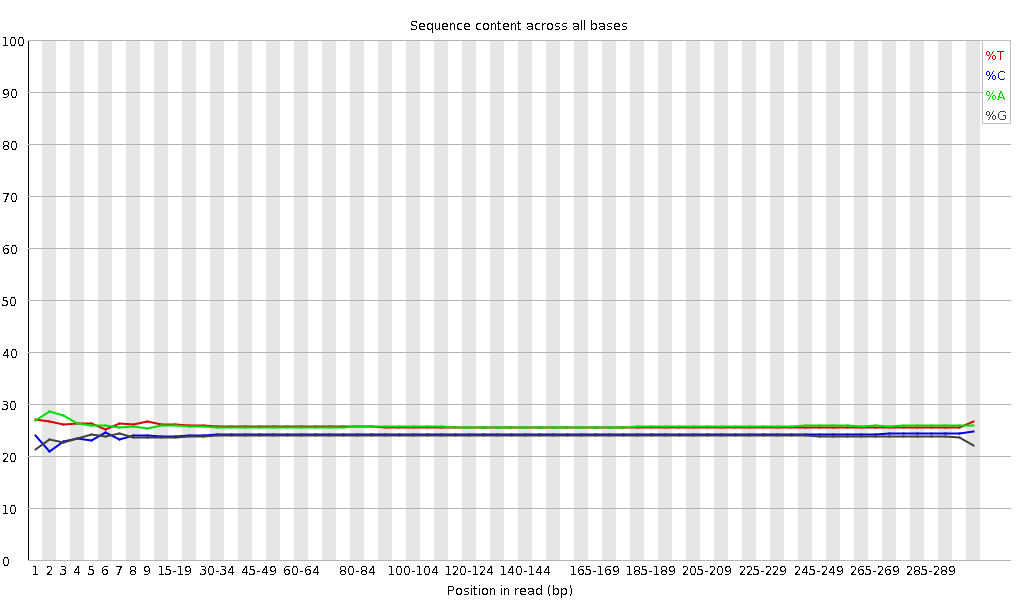 Sequence content across all bases
100
90
80
70
60
50
40
30
20
10
0
%T
%C
%A
%G
1 2 3 4 5 6 7 8 9 15-19 30-34 45-49 60-64 80-84 100-104 120-124 140-144 165-169 185-189 205-209 225-229 245-249 265-269 285-289
Position in read (bp)